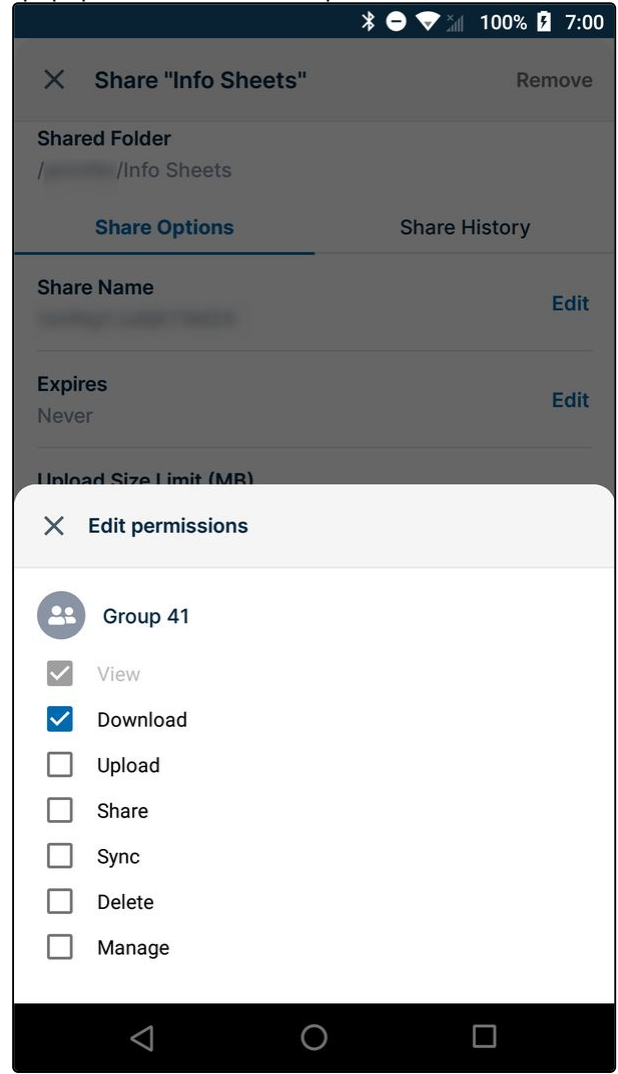 100% 7:00
Share "Info Sheets" Remove
Shared Folder
/ /Info Sheets
Share Options Share History
Share Name
Edit
Expires
Never
Edit
Upload Size Limit (MB)
Edit permissions
Group 41
View
Download
Upload
Share
Sync
Delete
Manage